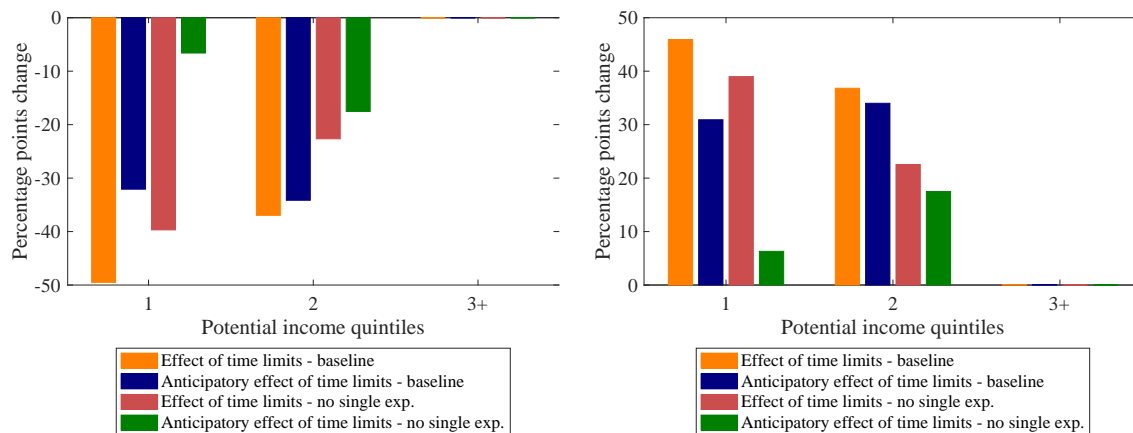 0
-10
-20
-30
-40
-50
Percentage points change
1
2
3+
Potential income quintiles
Effect of time limits - baseline
Anticipatory effect of time limits - baseline
Effect of time limits - no single exp.
Anticipatory effect of time limits - no single exp.
50
40
30
20
10
0
Percentage points change
1
2
3+
Potential income quintiles
Effect of time limits - baseline
Anticipatory effect of time limits - baseline
Effect of time limits - no single exp.
Anticipatory effect of time limits - no single exp.